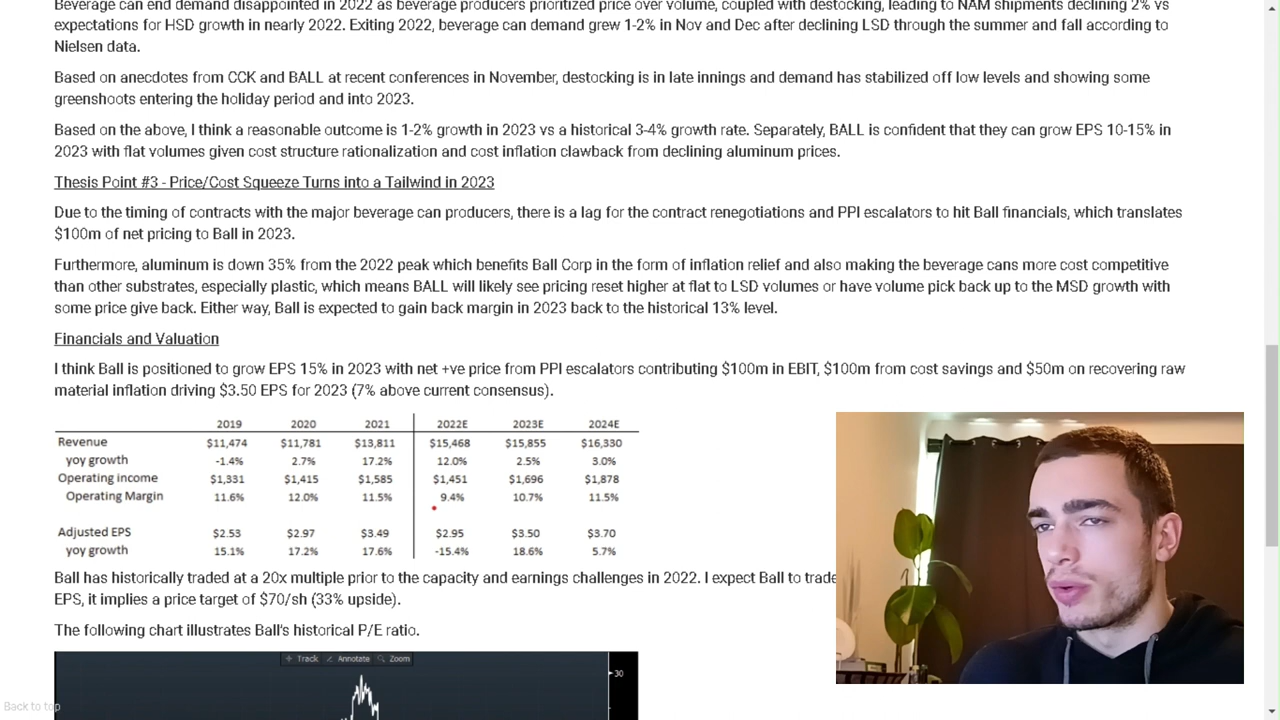 Beverage can end demand disappointed in 2022 as beverage producers prioritized price over volume, coupled with destocking, leading to NAM shipments declining 2% vs
expectations for HSD growth in nearly 2022. Exiting 2022, beverage can demand grew 1-2% in Nov and Dec after declining LSD through the summer and fall according to
Nielsen data.
Based on anecdotes from CCK and BALL at recent conferences in November, destocking is in late innings and demand has stabilized off low levels and showing some
greenshoots entering the holiday period and into 2023.
Based on the above, I think a reasonable outcome is 1-2% growth in 2023 vs a historical 3-4% growth rate. Separately, BALL is confident that they can grow EPS 10-15% in
2023 with flat volumes given cost structure rationalization and cost inflation clawback from declining aluminum prices.
Thesis Point #3 - Price/Cost Squeeze Turns into a Tailwind in 2023
Due to the timing of contracts with the major beverage can producers, there is a lag for the contract renegotiations and PPI escalators to hit Ball financials, which translates
$100m of net pricing to Ball in 2023.
Furthermore, aluminum is down 35% from the 2022 peak which benefits Ball Corp in the form of inflation relief and also making the beverage cans more cost competitive
than other substrates, especially plastic, which means BALL will likely see pricing reset higher at flat to LSD volumes or have volume pick back up to the MSD growth with
some price give back. Either way, Ball is expected to gain back margin in 2023 back to the historical 13% level.
Financials and Valuation
I think Ball is positioned to grow EPS 15% in 2023 with net +ve price from PPI escalators contributing $100m in EBIT, $100m from cost savings and $50m on recovering raw
material inflation driving $3.50 EPS for 2023 (7% above current consensus).
2019 2020 2021 2022E 2023E 2024E
Revenue $11,474 $11,781 $13,811 $15,468 $15,855 $16,330
yoy growth -1.4% 2.7% 17.2% 12.0% 2.5% 3.0%
Operating income $1,331 $1,415 $1,585 $1,451 $1,696 $1,878
Operating Margin 11.6% 12.0% 11.5% 9.4% 10.7% 11.5%
Adjusted EPS $2.53 $2.97 $3.49 $2.95 $3.50 $3.70
yoy growth 15.1% 17.2% 17.6% -15.4% 18.6% 5.7%
Ball has historically traded at a 20x multiple prior to the capacity and earnings challenges in 2022. I expect Ball to trade
EPS, it implies a price target of $70/sh (33% upside).
The following chart illustrates Ball's historical P/E ratio.
Track Annotate Zoom
30
Back to top